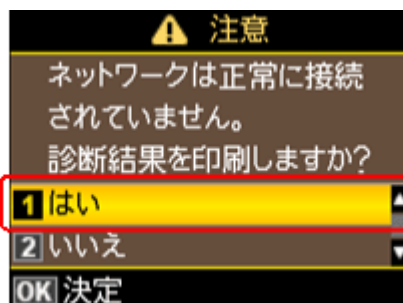 注意
ネットワークは正常に接続
されていません。
診断結果を印刷しますか?
1 はい
2 いいえ
OK 決定